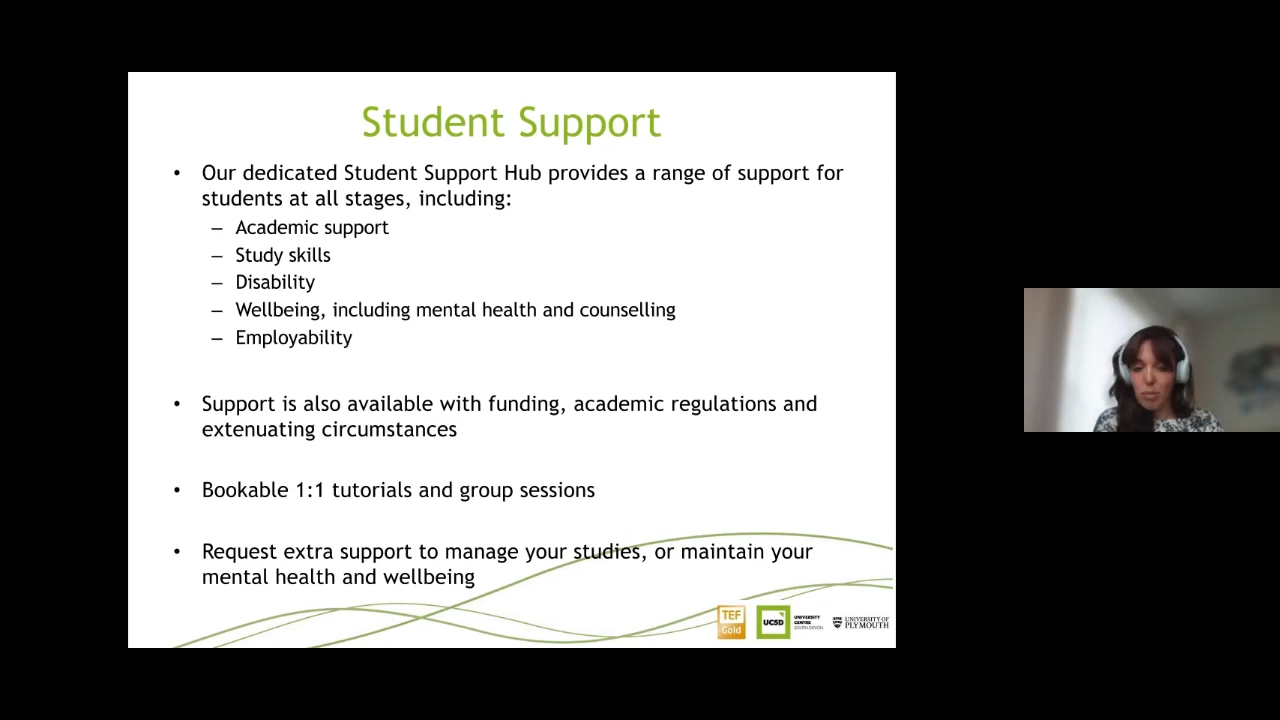 Student Support
• Our dedicated Student Support Hub provides a range of support for
students at all stages, including:
– Academic support
– Study skills
– Disability
– Wellbeing, including mental health and counselling
– Employability
• Support is also available with funding, academic regulations and
extenuating circumstances
• Bookable 1:1 tutorials and group sessions
• Request extra support to manage your studies, or maintain your
mental health and wellbeing
TEF
Gold
UCSD
UNIVERSITY
CENTRE
SOUTH DEVON
UNIVERSITY OF
PLYMOUTH